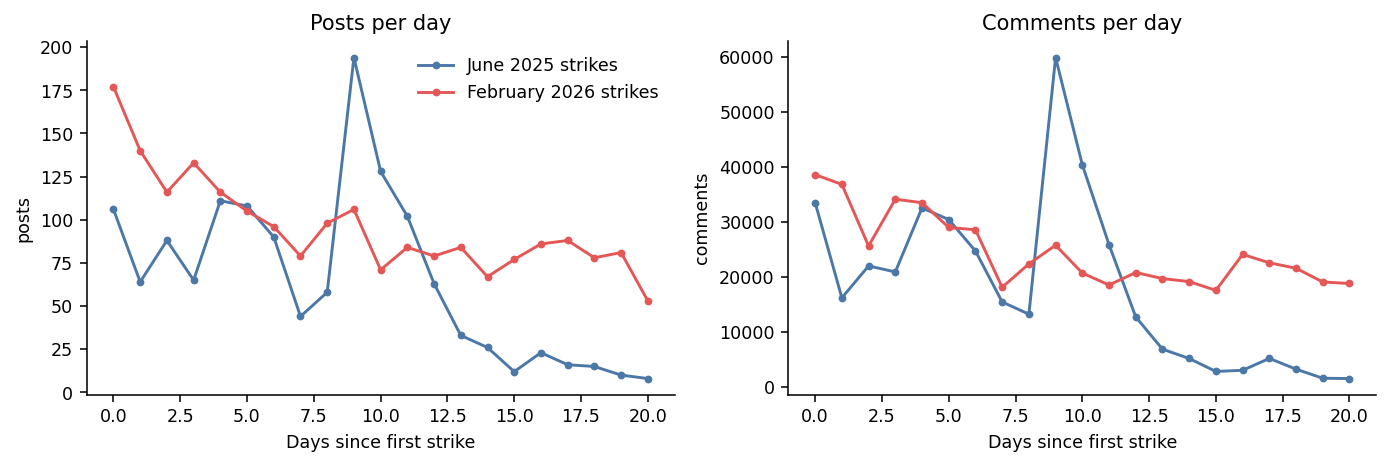 Posts per day
posts
200
175
150
125
100
75
50
25
0
June 2025 strikes
February 2026 strikes
0.0 2.5 5.0 7.5 10.0 12.5 15.0 17.5 20.0
Days since first strike
Comments per day
comments
60000
50000
40000
30000
20000
10000
0
0.0 2.5 5.0 7.5 10.0 12.5 15.0 17.5 20.0
Days since first strike